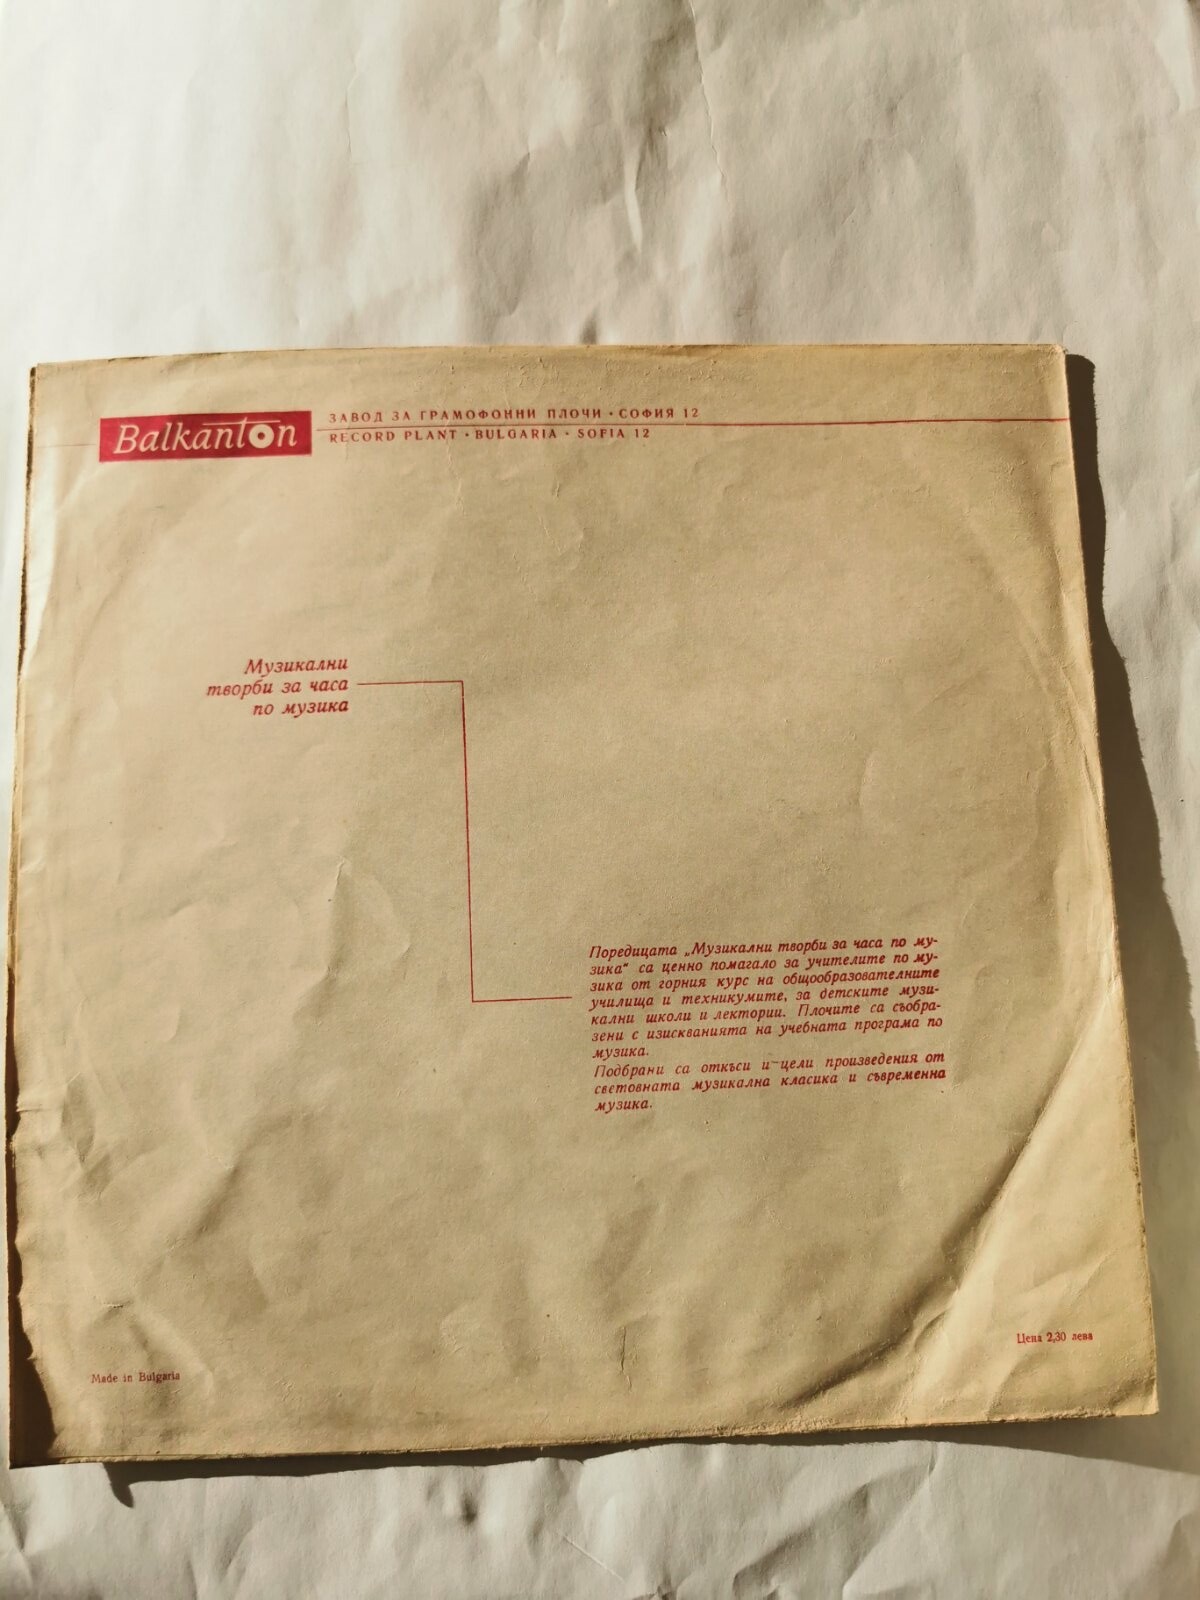 Balkanton
ЗАВОД ЗА ГРАМОФОННИ ПЛОЧИ • СОФИЯ 12
RECORD PLANT • BULGARIA • SOFIA 12
Музикални
творби за часа
по музика
Поредицата „Музикални творби за часа по му-
зика“ са ценно помагало за учителите по му-
зика от горния курс на общообразователните
училища и техникумите, за детските музи-
кални школи и лектории. Плочите са съобра-
зени с изискванията на учебната програма по
музика.
Подбрани са откъси и цели произведения от
световната музикална класика и съвременна
музика.
Цена 2,30 лева
Made in Bulgaria